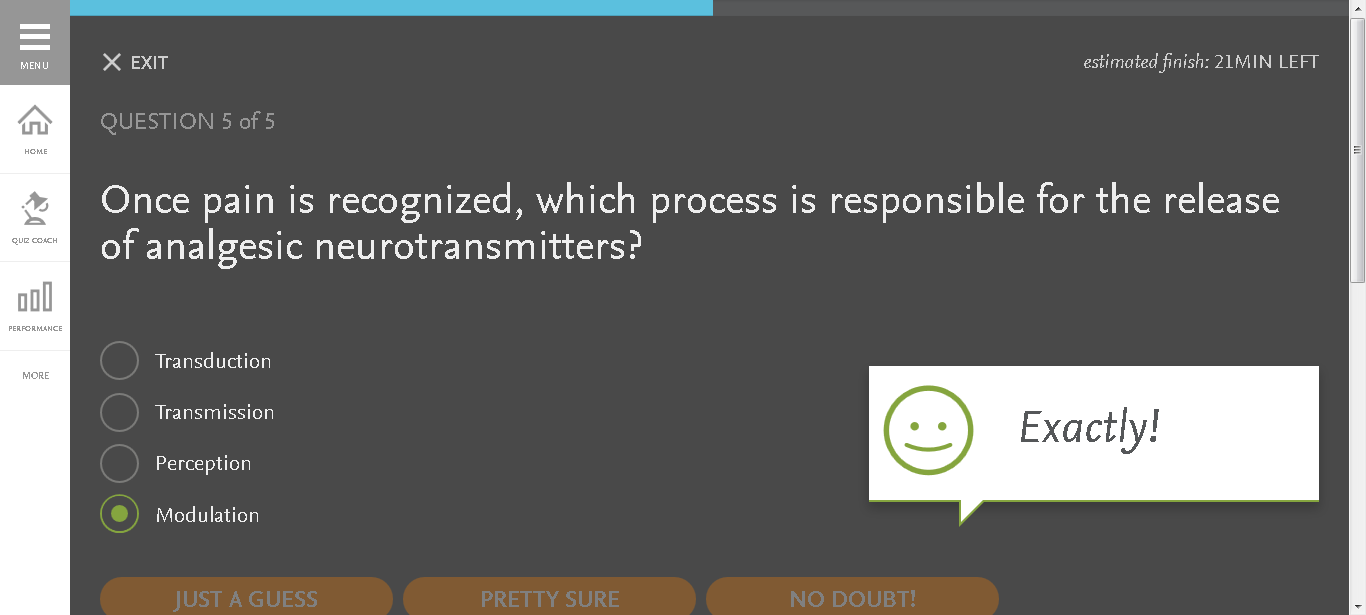 MENU
HOME
QUIZ COACH
PERFORMANCE
MORE
EXIT
estimated finish: 21MIN LEFT
QUESTION 5 of 5
Once pain is recognized, which process is responsible for the release
of analgesic neurotransmitters?
Transduction
Transmission
Perception
Modulation
Exactly!
JUST A GUESS
PRETTY SURE
NO DOUBT!